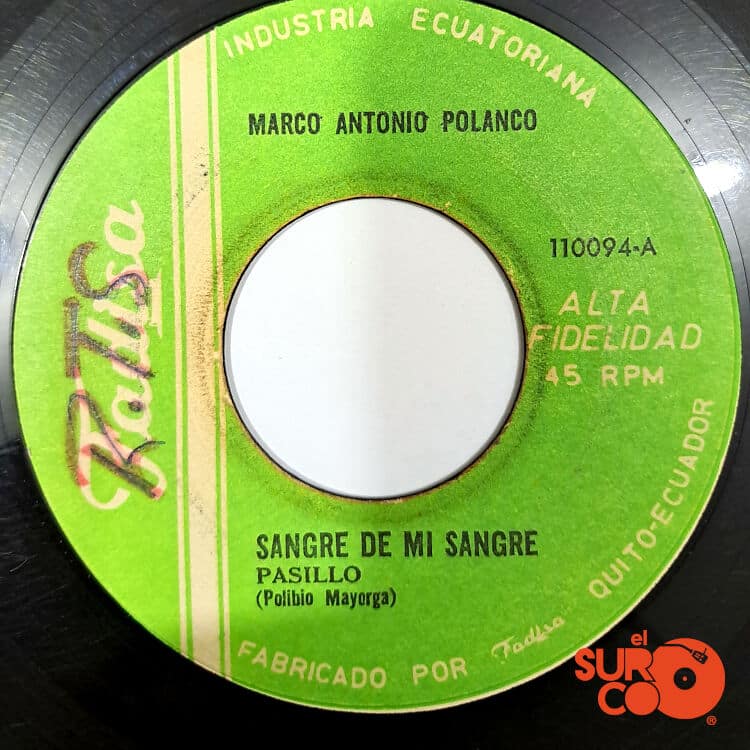 INDUSTRIA ECUATORIANA
MARCO ANTONIO POLANCO
Fadisa
110094-A
ALTA
FIDELIDAD
45 RPM
SANGRE DE MI SANGRE
PASILLO
(Polibio Mayorga)
FABRICADO POR Fadisa QUITO-ECUADOR
el
SURCO
®